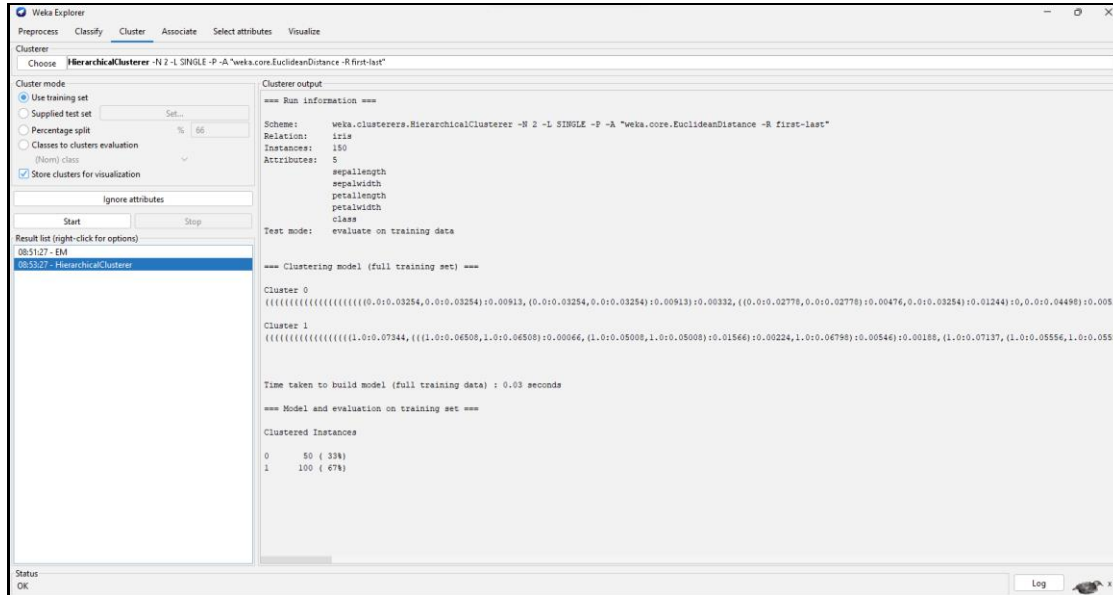 Weka Explorer
Preprocess Classify Cluster Associate Select attributes Visualize
Clusterer
Choose HierarchicalClusterer -N 2 -L SINGLE -P -A "weka.core.EuclideanDistance -R first-last"
Cluster mode
Use training set
Supplied test set Set...
Percentage split % 66
Classes to clusters evaluation
(Nom) class
Store clusters for visualization
Ignore attributes
Start Stop
Result list (right-click for options)
08:51:27 - EM
08:53:27 - HierarchicalClusterer
Clusterer output
=== Run information ===
Scheme: weka.clusterers.HierarchicalClusterer -N 2 -L SINGLE -P -A "weka.core.EuclideanDistance -R first-last"
Relation: iris
Instances: 150
Attributes: 5
sepallength
sepalwidth
petallength
petalwidth
class
Test mode: evaluate on training data
=== Clustering model (full training set) ===
Cluster 0
((((((((((((((((((((((0.0:0.03254,0.0:0.03254):0.00913,(0.0:0.03254,0.0:0.03254):0.00913):0.00332,((0.0:0.02778,0.0:0.02778):0.00476,0.0:0.03254):0.01244):0,0.0:0.04498):0.005
Cluster 1
((((((((((((((((((1.0:0.07344,(((1.0:0.06508,1.0:0.06508):0.00066,(1.0:0.05008,1.0:0.05008):0.01566):0.00224,1.0:0.06798):0.00546):0.00188,(1.0:0.07137,(1.0:0.05556,1.0:0.055
Time taken to build model (full training data) : 0.03 seconds
=== Model and evaluation on training set ===
Clustered Instances
0 50 ( 33%)
1 100 ( 67%)
Status
OK
Log
x